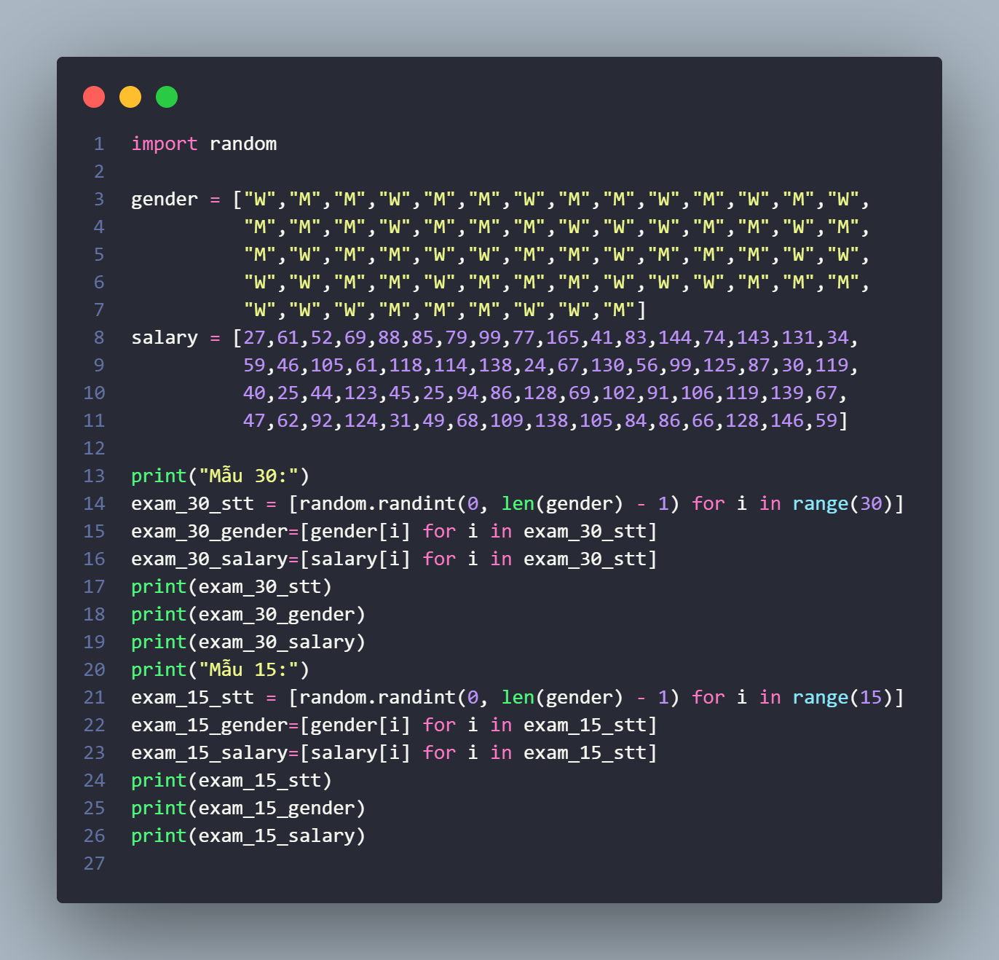 1 import random
2
3 gender = ["W","M","M","W","M","M","W","M","M","W","M","W","M","W",
4 "M","M","M","W","M","M","M","W","W","W","M","M","W","M",
5 "M","W","M","M","W","W","M","M","W","M","M","M","W","W",
6 "W","W","M","M","W","M","M","M","W","W","W","M","M","M",
7 "W","W","W","M","M","M","W","W","M"]
8 salary = [27,61,52,69,88,85,79,99,77,165,41,83,144,74,143,131,34,
9 59,46,105,61,118,114,138,24,67,130,56,99,125,87,30,119,
10 40,25,44,123,45,25,94,86,128,69,102,91,106,119,139,67,
11 47,62,92,124,31,49,68,109,138,105,84,86,66,128,146,59]
12
13 print("Mẫu 30:")
14 exam_30_stt = [random.randint(0, len(gender) - 1) for i in range(30)]
15 exam_30_gender=[gender[i] for i in exam_30_stt]
16 exam_30_salary=[salary[i] for i in exam_30_stt]
17 print(exam_30_stt)
18 print(exam_30_gender)
19 print(exam_30_salary)
20 print("Mẫu 15:")
21 exam_15_stt = [random.randint(0, len(gender) - 1) for i in range(15)]
22 exam_15_gender=[gender[i] for i in exam_15_stt]
23 exam_15_salary=[salary[i] for i in exam_15_stt]
24 print(exam_15_stt)
25 print(exam_15_gender)
26 print(exam_15_salary)
27